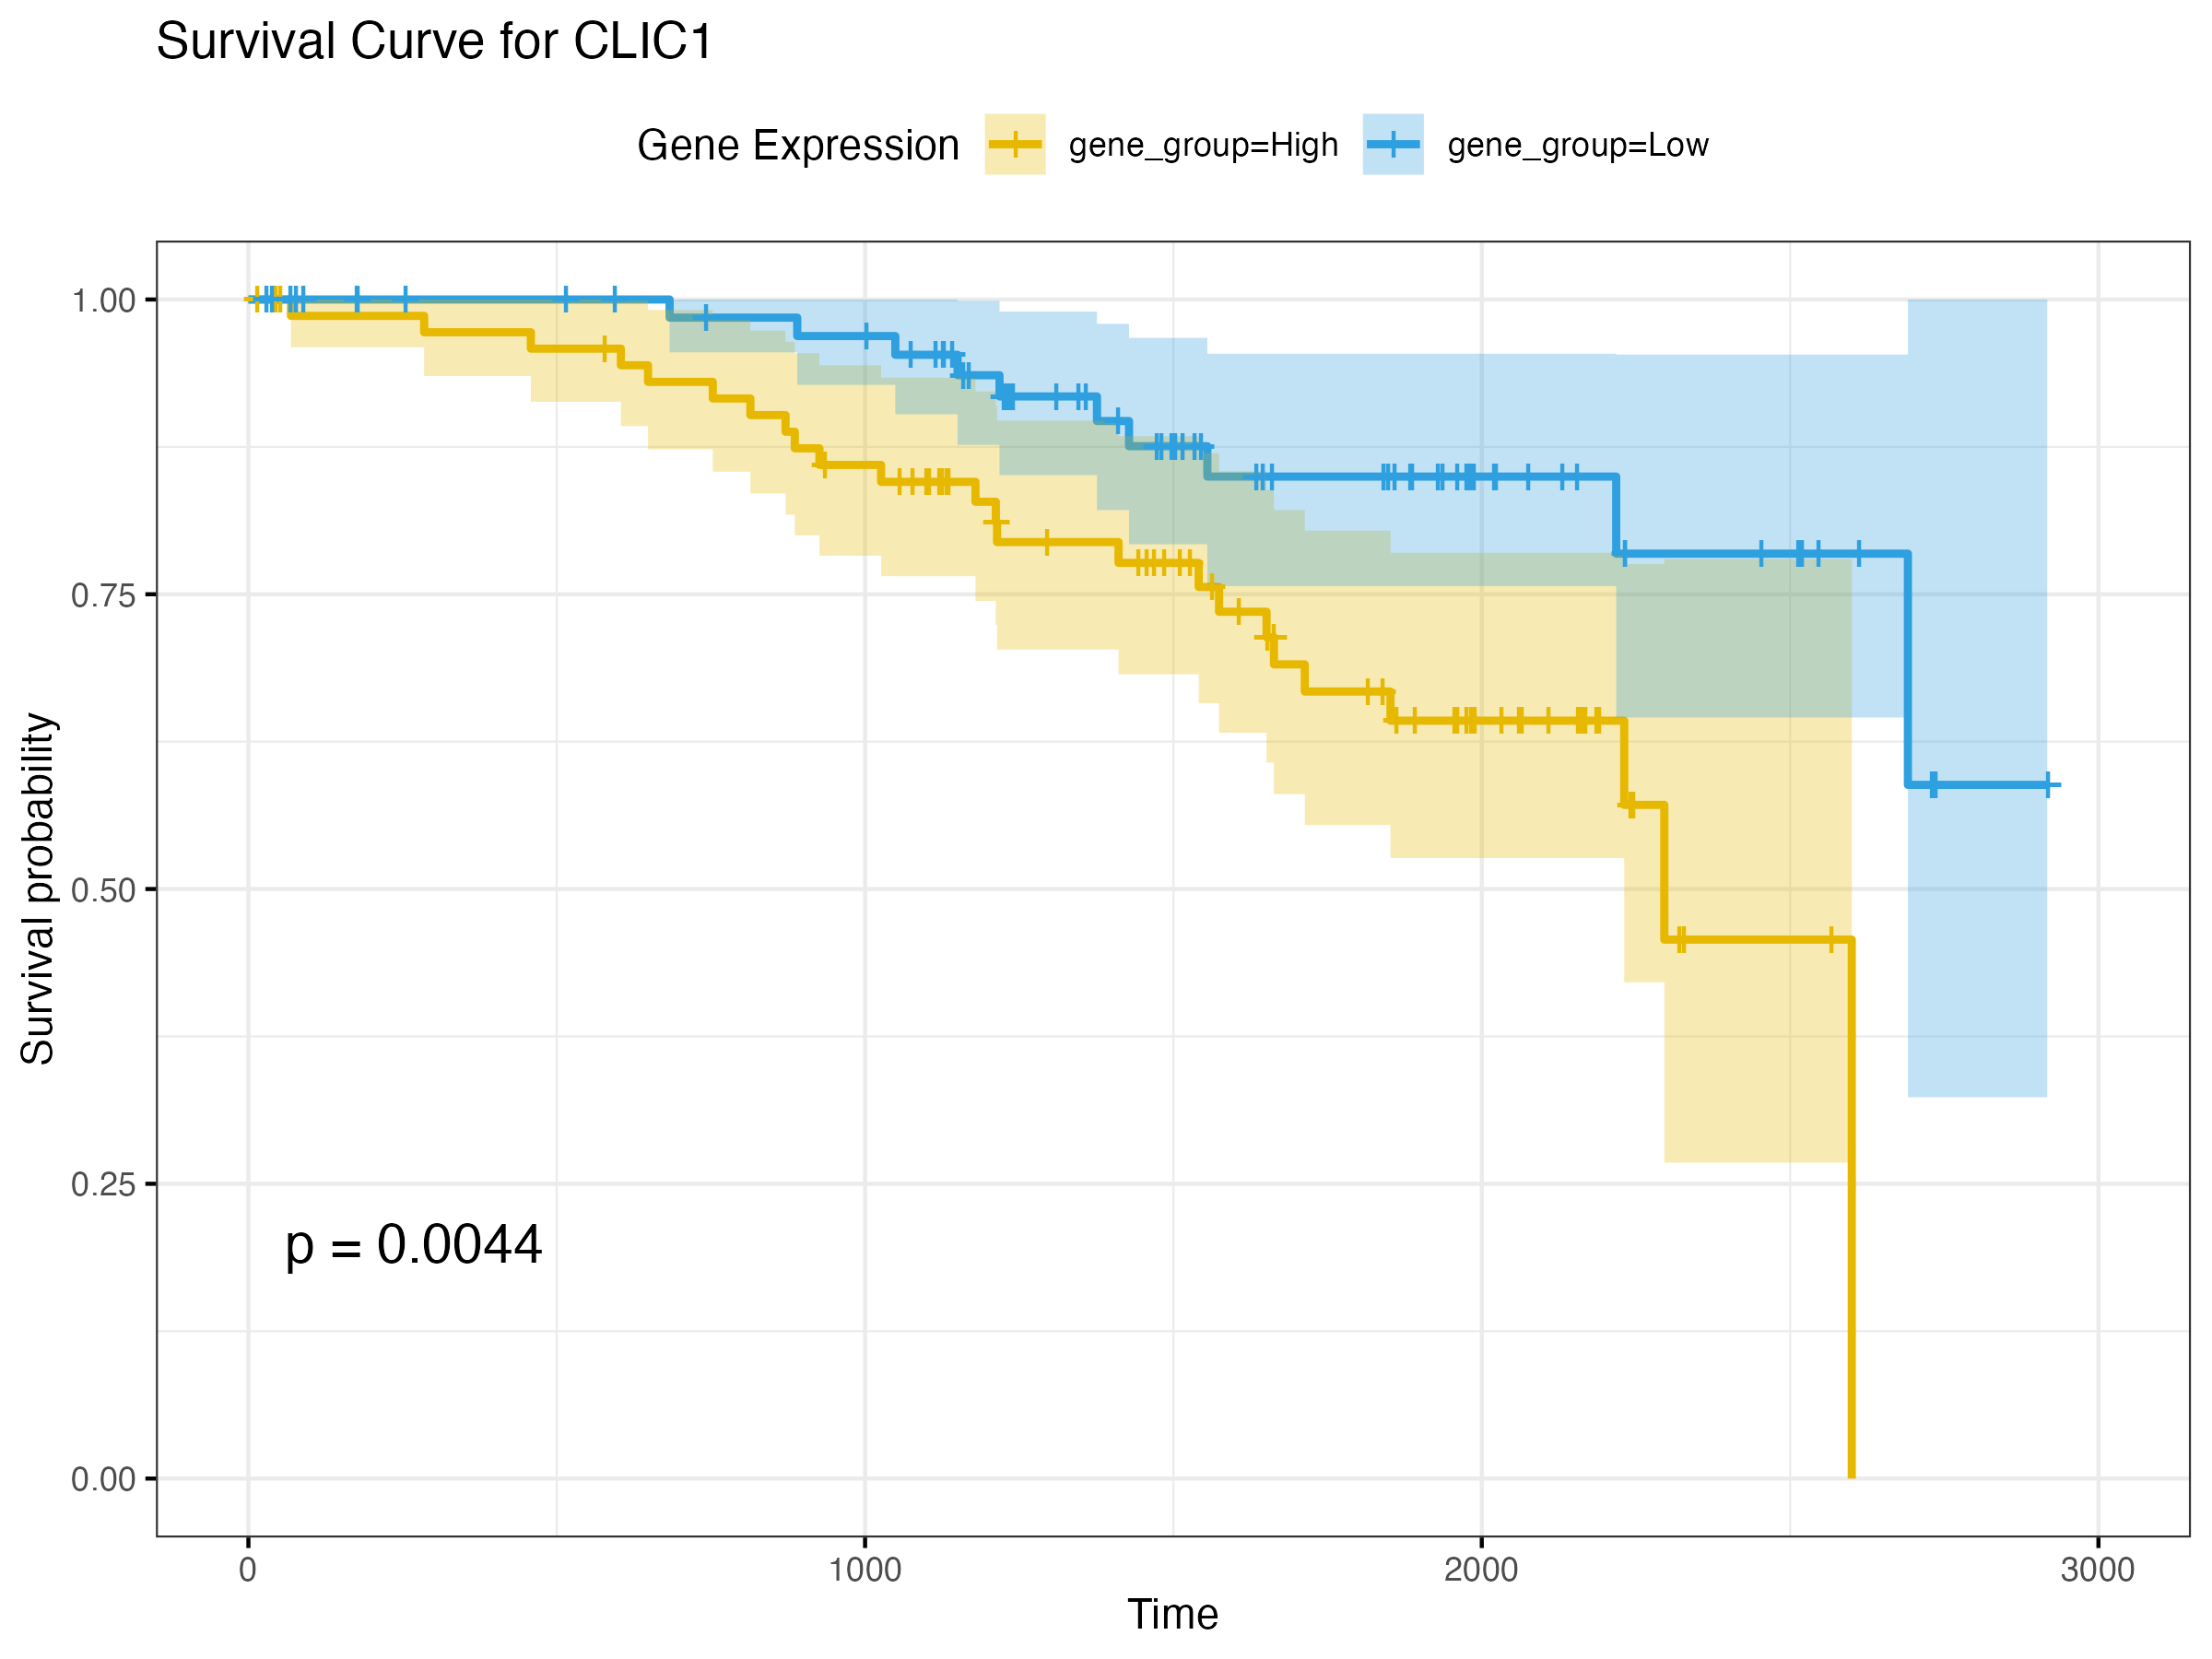 Survival Curve for CLIC1
Gene Expression gene_group=High gene_group=Low
1.00
0.75
0.50
0.25
0.00
Survival probability
p = 0.0044
0 1000 2000 3000
Time